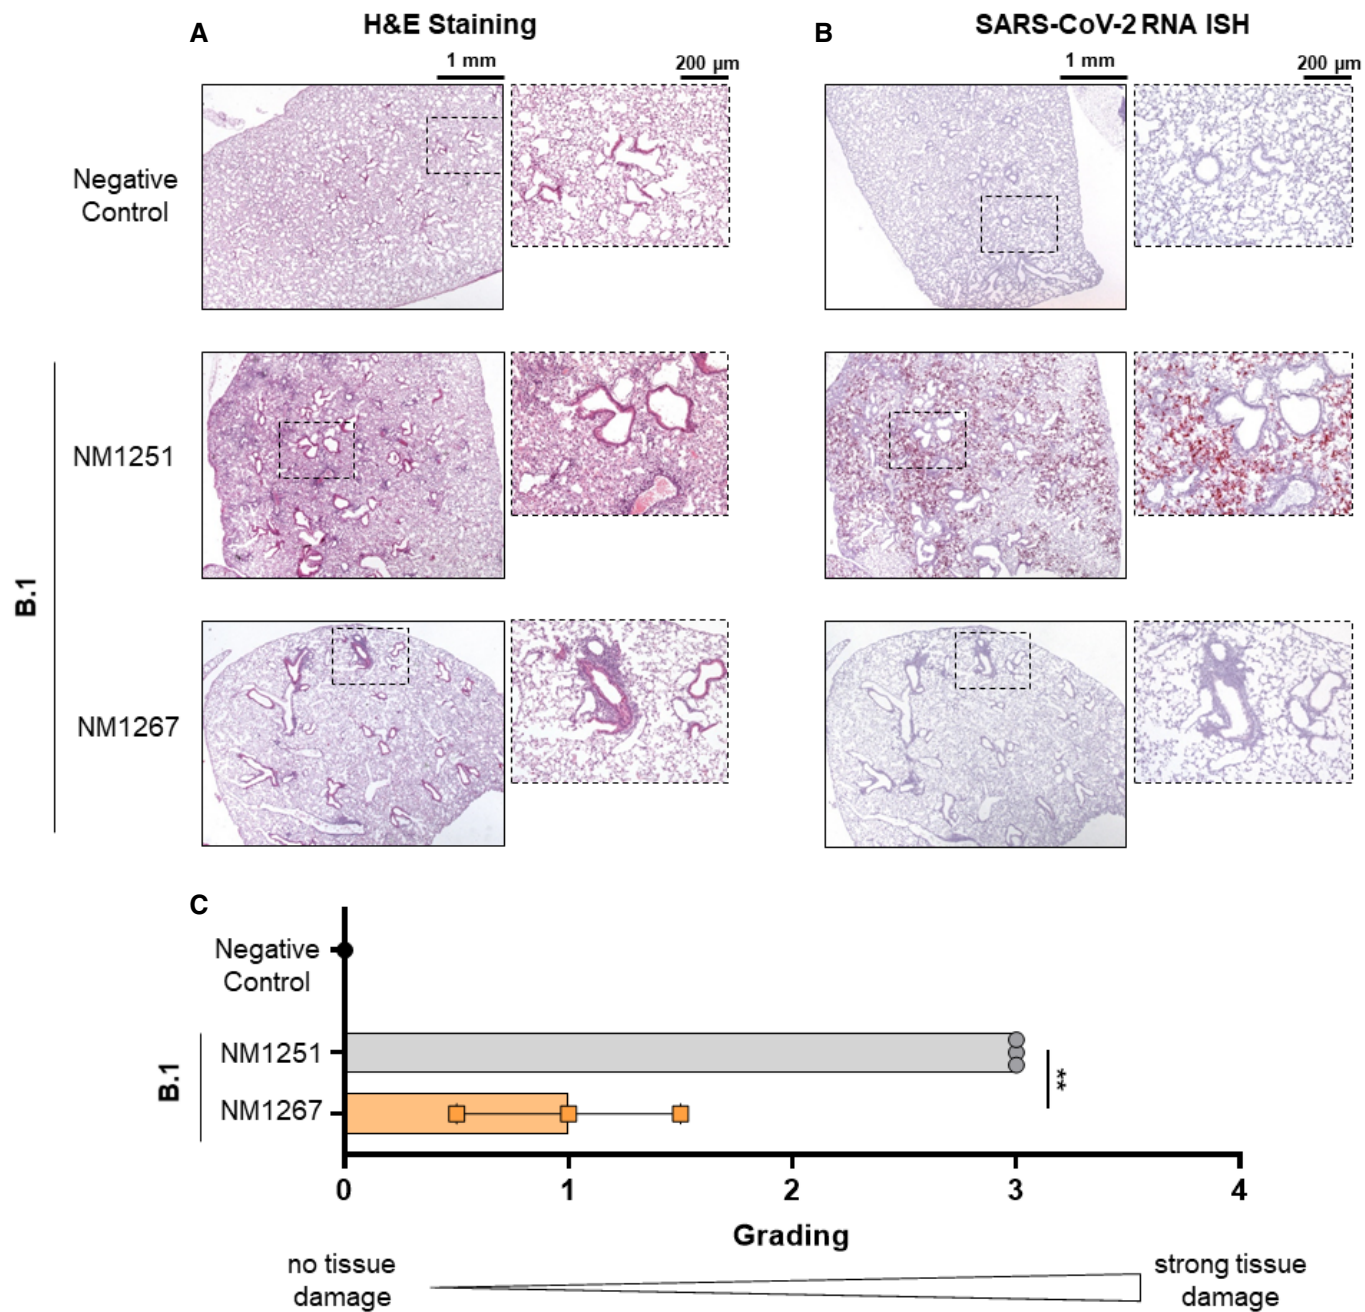 A
H&E Staining
B
SARS-CoV-2 RNA ISH
1 mm
200 µm
1 mm
200 µm
Negative
Control
NM1251
B.1
NM1267
C
Negative
Control
B.1
NM1251
NM1267
**
0
1
2
3
4
Grading
no tissue
damage
strong tissue
damage